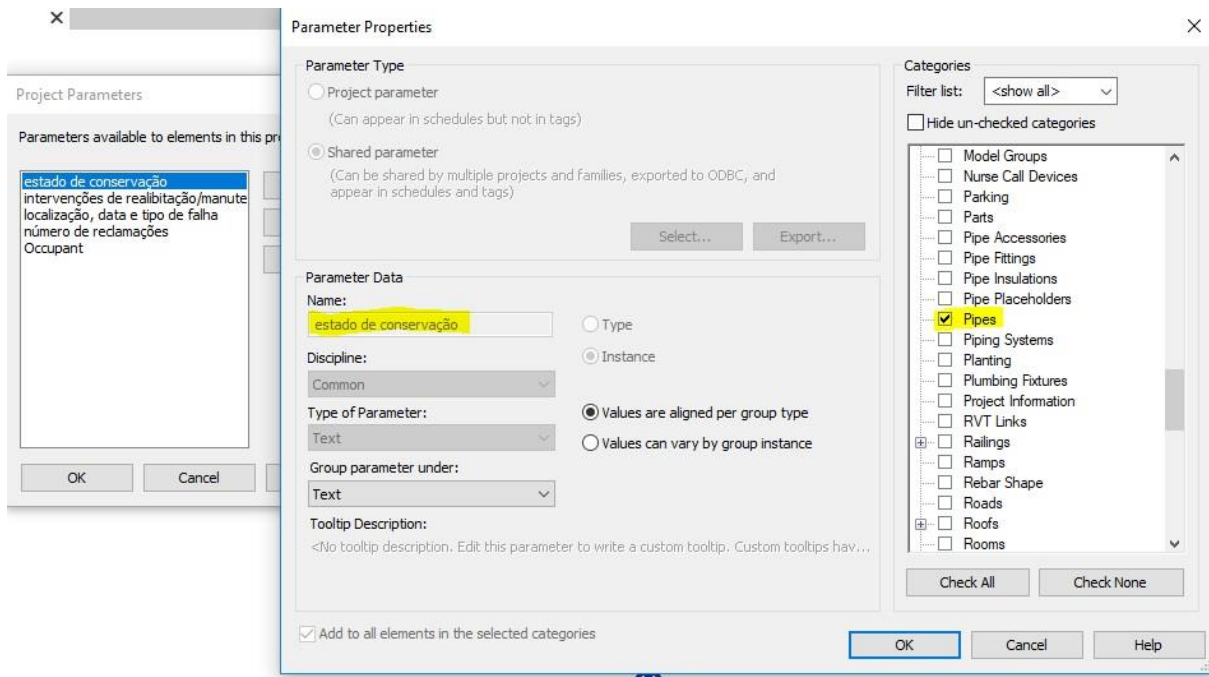 Project Parameters
Parameters available to elements in this pr
estado de conservação
intervenções de realibitação/manute
localização, data e tipo de falha
número de reclamações
Occupant
OK
Cancel
Parameter Properties
Parameter Type
Project parameter
(Can appear in schedules but not in tags)
Shared parameter
(Can be shared by multiple projects and families, exported to ODBC, and
appear in schedules and tags)
Select...
Export...
Parameter Data
Name:
estado de conservação
Type
Discipline:
Instance
Common
Type of Parameter:
Values are aligned per group type
Text
Values can vary by group instance
Group parameter under:
Text
Tooltip Description:
<No tooltip description. Edit this parameter to write a custom tooltip. Custom tooltips hav...
Add to all elements in the selected categories
Categories
Filter list:
<show all>
Hide un-checked categories
Model Groups
Nurse Call Devices
Parking
Parts
Pipe Accessories
Pipe Fittings
Pipe Insulations
Pipe Placeholders
Pipes
Piping Systems
Planting
Plumbing Fixtures
Project Information
RVT Links
Railings
Ramps
Rebar Shape
Roads
Roofs
Rooms
Check All
Check None
OK
Cancel
Help